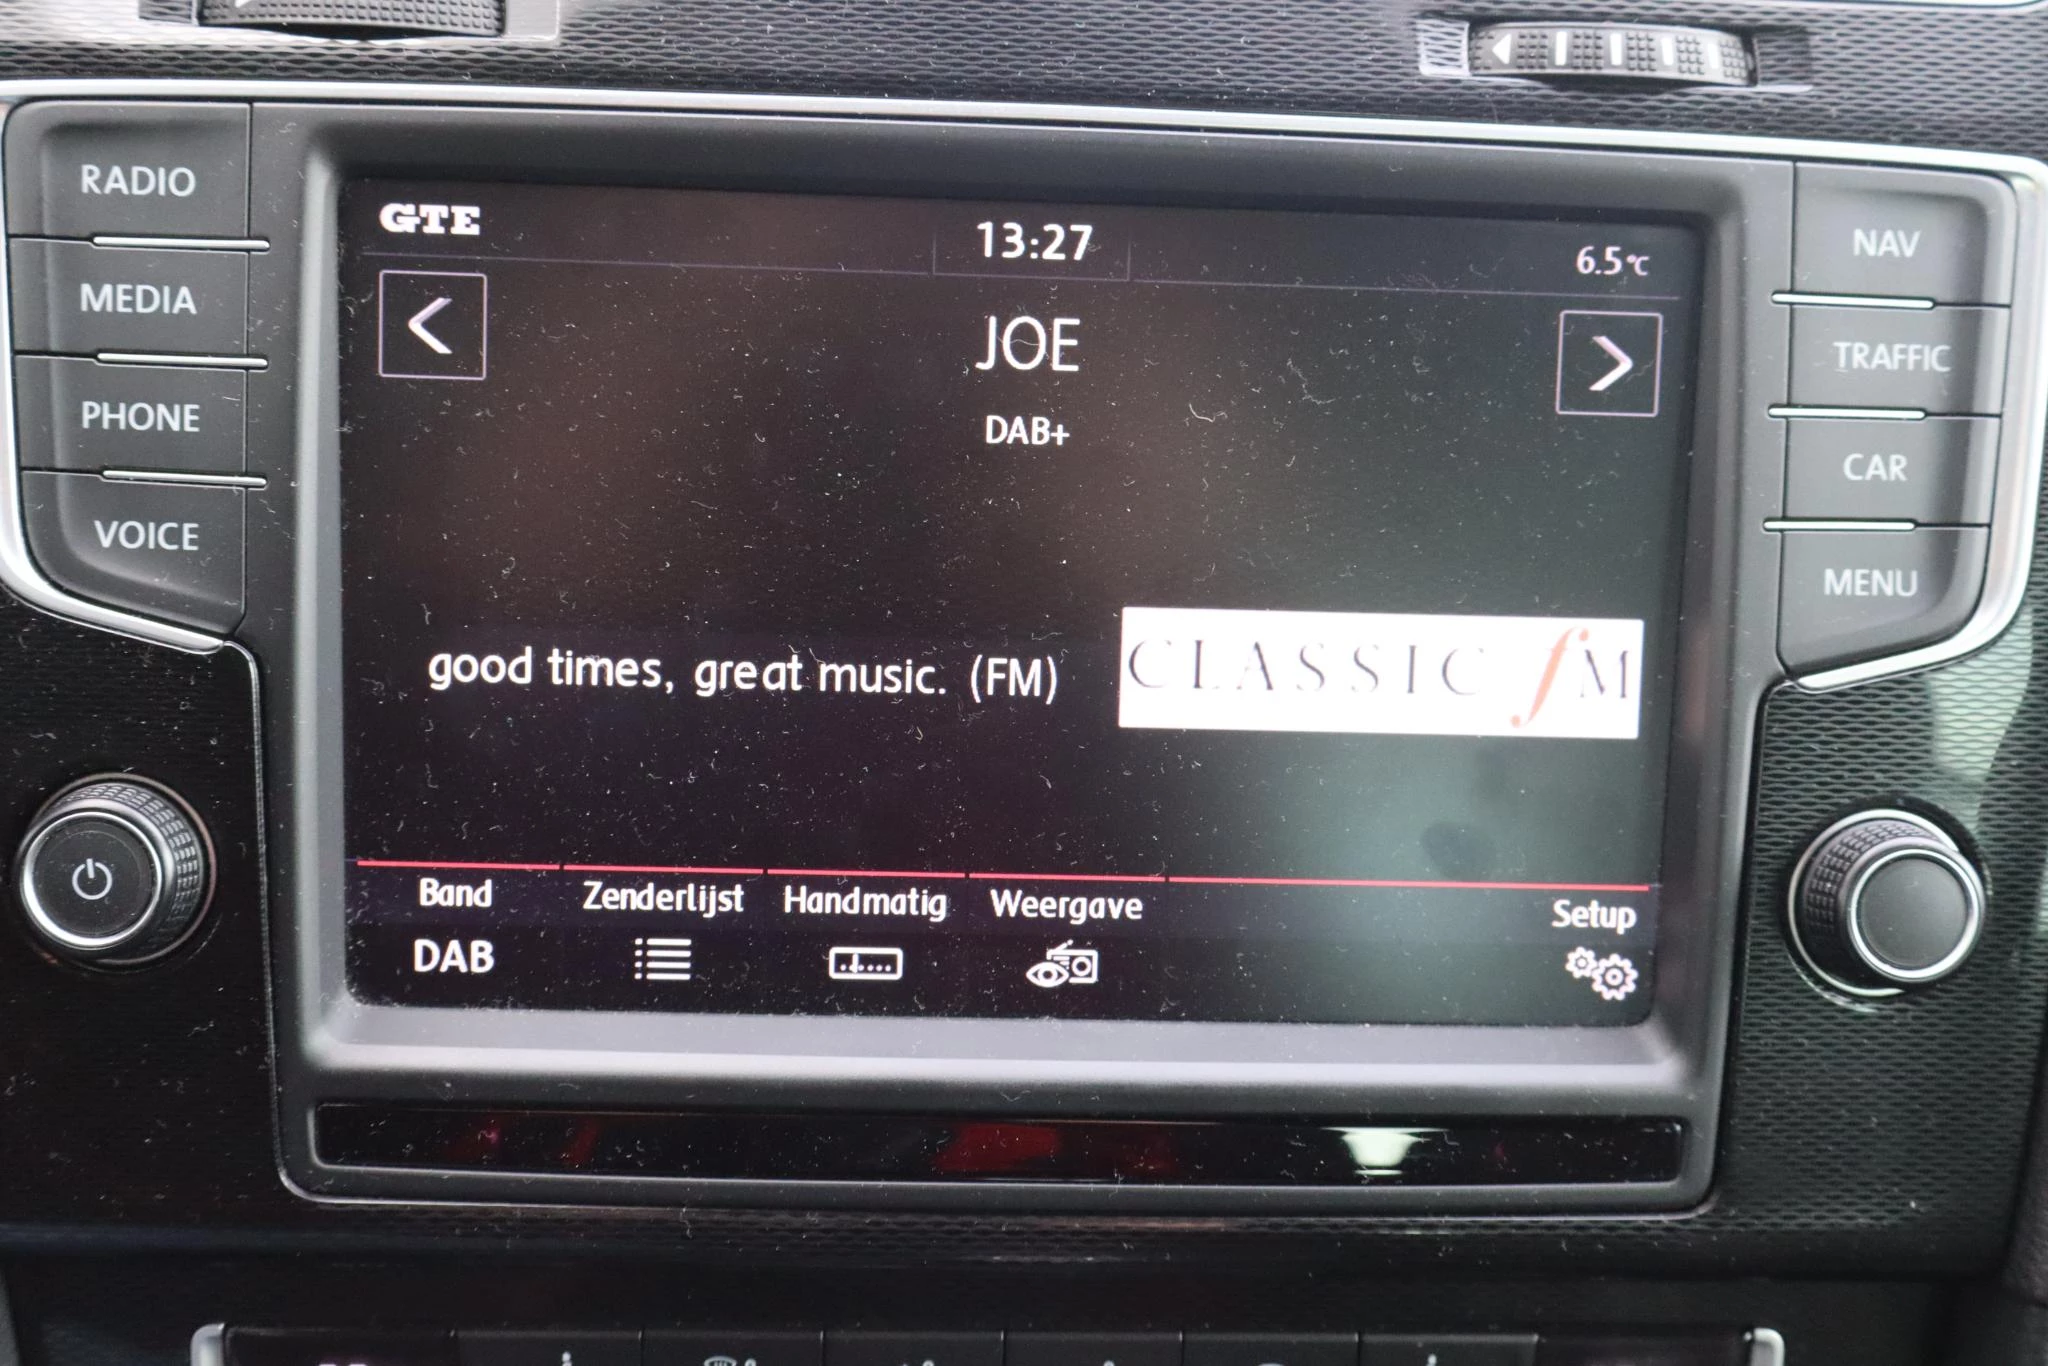 RADIO
MEDIA
PHONE
VOICE
GTE
13:27
6.5°C
JOE
DAB+
good times, great music. (FM)
CLASSIC fM
Band
DAB
Zenderlijst
Handmatig
Weergave
Setup
NAV
TRAFFIC
CAR
MENU